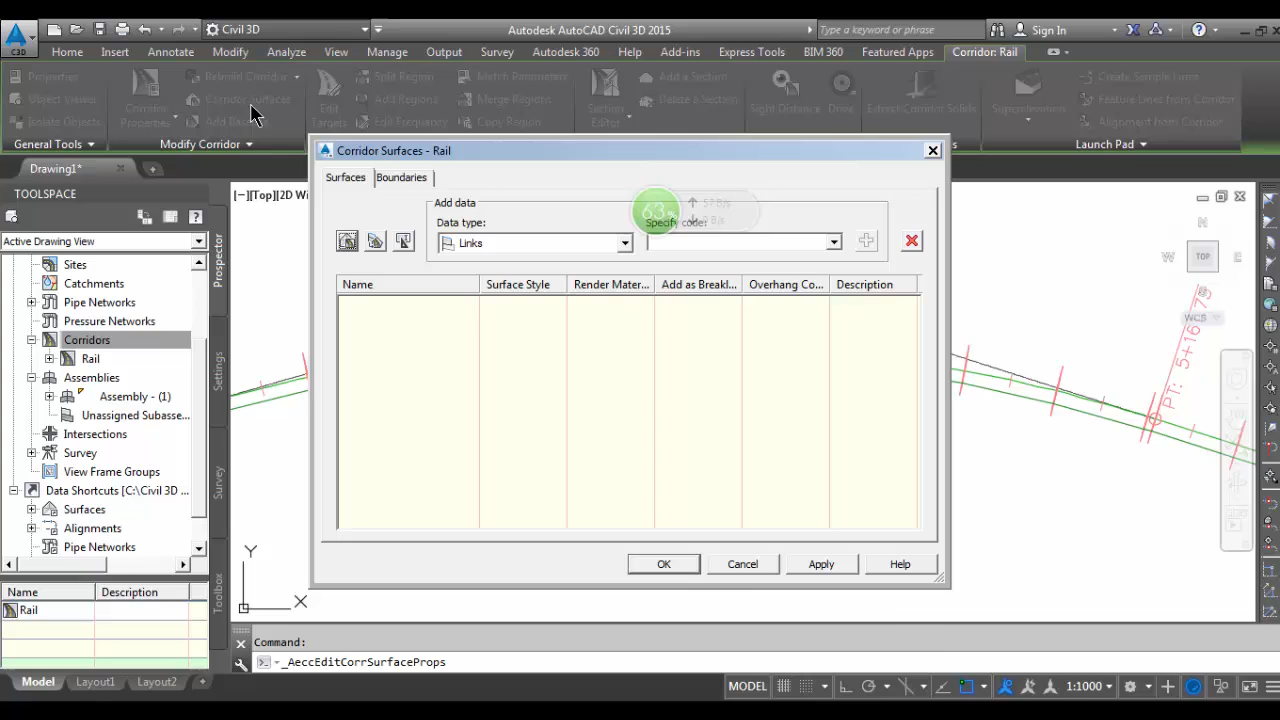 Civil 3D
Autodesk AutoCAD Civil 3D 2015
Type a keyword or phrase
Sign In
C3D
Home Insert Annotate Modify Analyze View Manage Output Survey Autodesk 360 Help Add-ins Express Tools BIM 360 Featured Apps Corridor: Rail
Properties
Object Viewer
Isolate Objects
Corridor
Properties
Rebuild Corridor
Corridor Surfaces
Edit
Targets
Split Region
Add Regions
Edit Frequency
Match Parameters
Merge Regions
Copy Region
Section
Editor
Add a Section
Delete a Section
Sight Distance
Drive
Extract Corridor Solids
Superelevation
Create Sample Lines
Feature Lines from Corridor
Alignment from Corridor
General Tools
Modify Corridor
Launch Pad
Drawing1*
TOOLSPACE
Active Drawing View
Sites
Catchments
Pipe Networks
Pressure Networks
Corridors
Rail
Assemblies
Assembly - (1)
Unassigned Subasse...
Intersections
Survey
View Frame Groups
Data Shortcuts [C:\Civil 3D ...
Surfaces
Alignments
Pipe Networks
Name Description
Rail
Prospector
Settings
Survey
Toolbox
[−][Top][2D Wi
Corridor Surfaces - Rail
Surfaces Boundaries
Add data
Data type:
Specify code:
Links
63%
Name Surface Style Render Mater... Add as Breakl... Overhang Co... Description
OK Cancel Apply Help
N
W TOP E
S
WCS
Y
X
Command:
_AeccEditCorrSurfaceProps
Model Layout1 Layout2 +
MODEL 1:1000